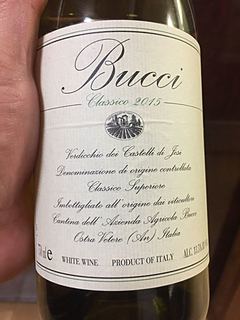 Bucci
Classico 2015
Verdicchio dei Castelli di Jesi
Denominazione di origine controllata
Classico Superiore
Imbottigliato all'origine dai viticoltori
Cantina dell'Azienda Agricola Bucci
Ostra Vetere (An) Italia
WHITE WINE PRODUCT OF ITALY ALC.